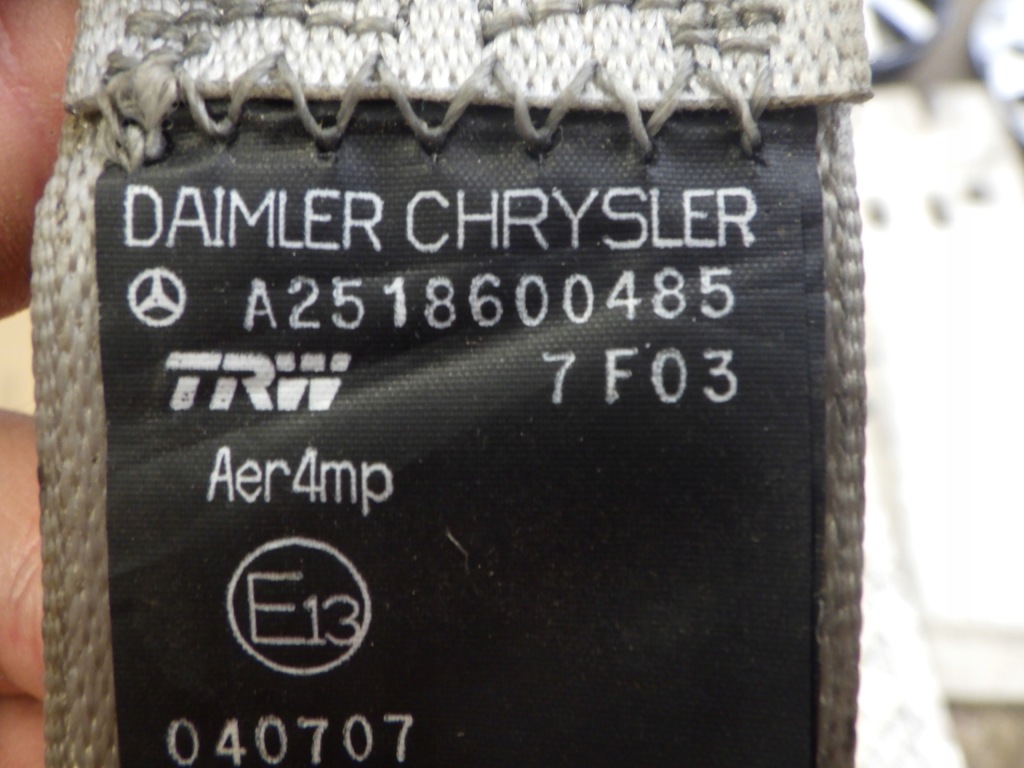 DAIMLER CHRYSLER
A2518600485
TRW 7F03
Aer4mp
E13
040707